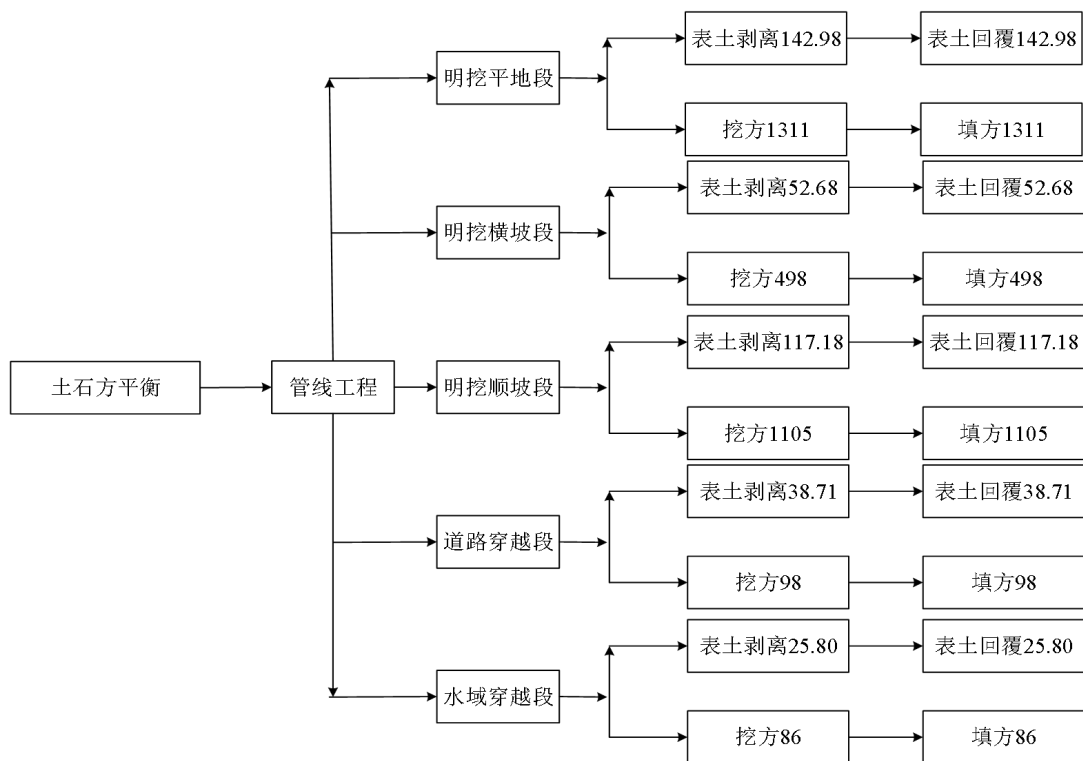 表土剥离142.98
表土回覆142.98
明挖平地段
挖方1311
填方1311
表土剥离52.68
表土回覆52.68
明挖横坡段
挖方498
填方498
表土剥离117.18
表土回覆117.18
土石方平衡
管线工程
明挖顺坡段
挖方1105
填方1105
表土剥离38.71
表土回覆38.71
道路穿越段
挖方98
填方98
表土剥离25.80
表土回覆25.80
水域穿越段
挖方86
填方86